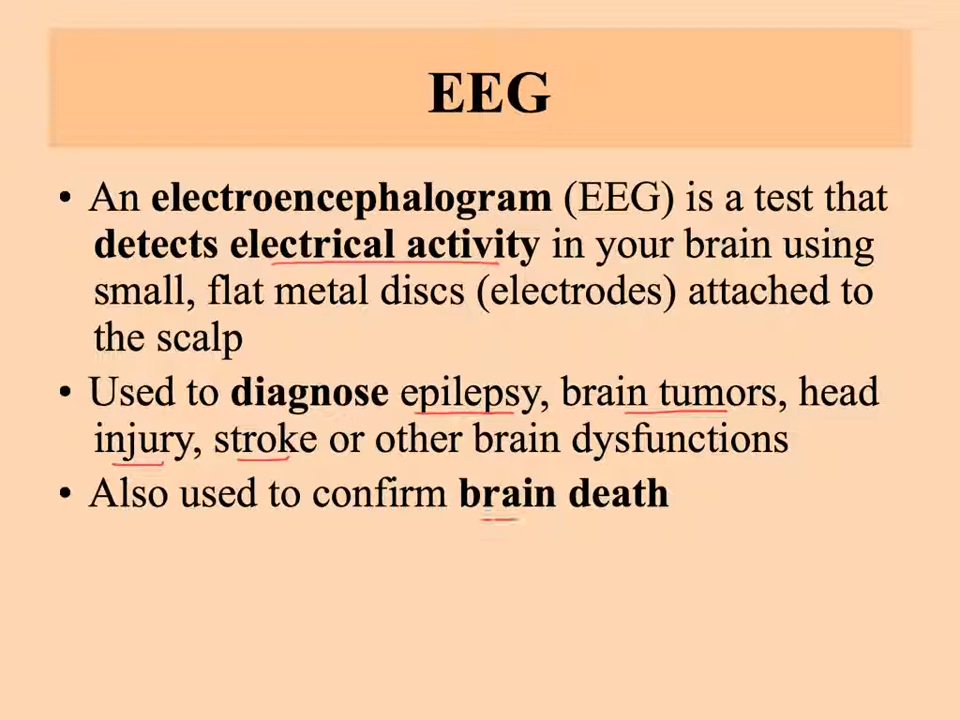 EEG
• An electroencephalogram (EEG) is a test that
detects electrical activity in your brain using
small, flat metal discs (electrodes) attached to
the scalp
• Used to diagnose epilepsy, brain tumors, head
injury, stroke or other brain dysfunctions
• Also used to confirm brain death